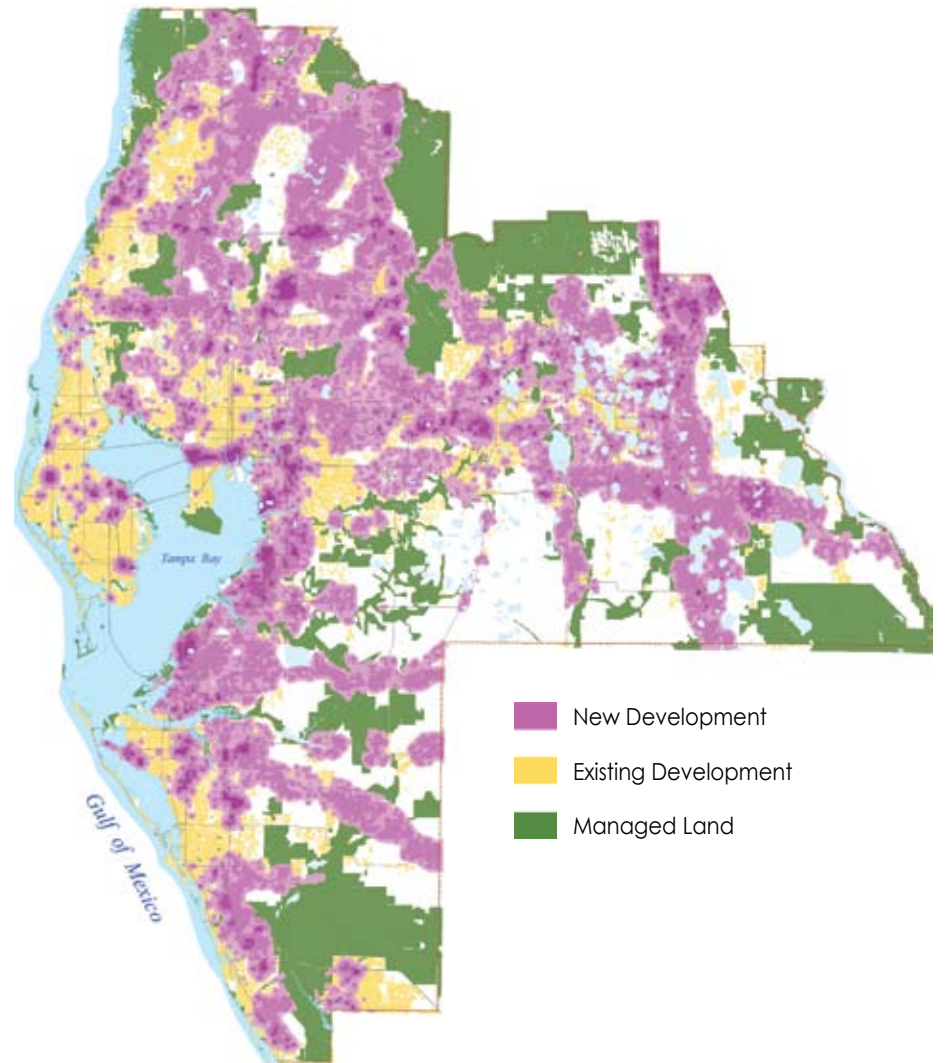 Tampa Bay
New Development
Existing Development
Managed Land
Gulf of Mexico